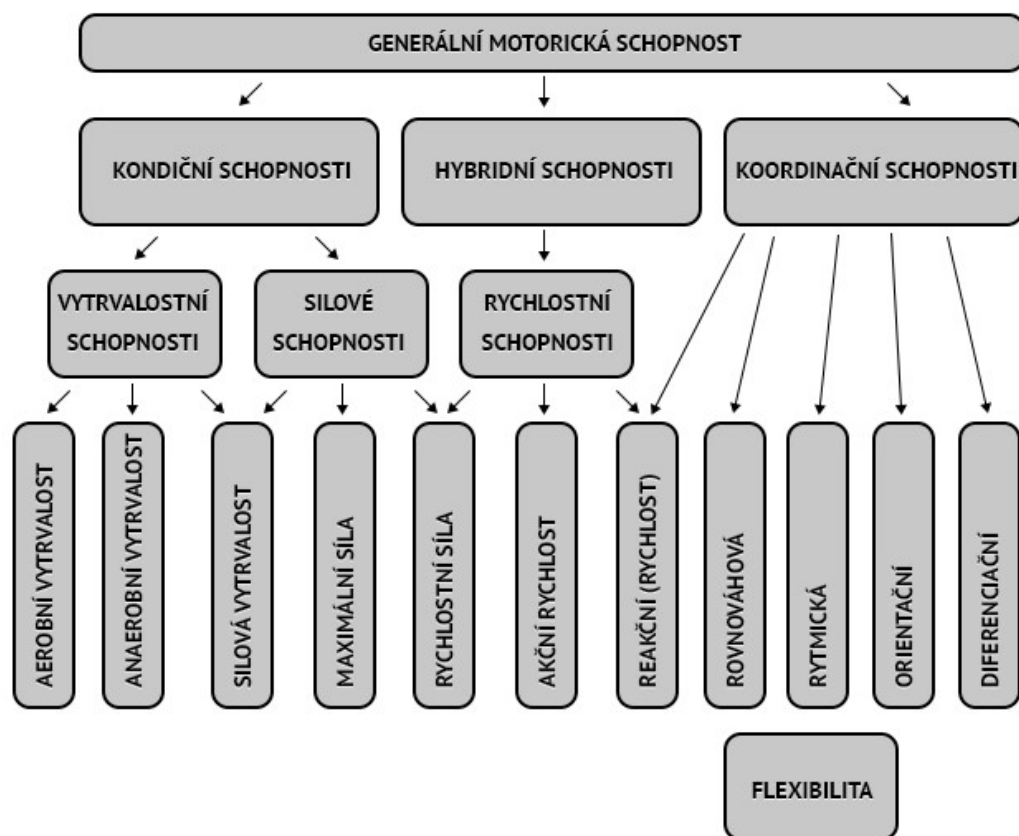 GENERÁLNÍ MOTORICKÁ SCHOPNOST
KONDIČNÍ SCHOPNOSTI
HYBRIDNÍ SCHOPNOSTI
KOORDINAČNÍ SCHOPNOSTI
VYTRVALOSTNÍ
SCHOPNOSTI
SILOVÉ
SCHOPNOSTI
RYCHLOSTNÍ
SCHOPNOSTI
AEROBNÍ VYTRVALOST
ANAEROBNÍ VYTRVALOST
SILOVÁ VYTRVALOST
MAXIMÁLNÍ SÍLA
RYCHLOSTNÍ SÍLA
AKČNÍ RYCHLOST
REAKČNÍ (RYCHLOST)
ROVNOVÁHOVÁ
RYTMICKÁ
ORIENTAČNÍ
DIFERENCIAČNÍ
FLEXIBILITA